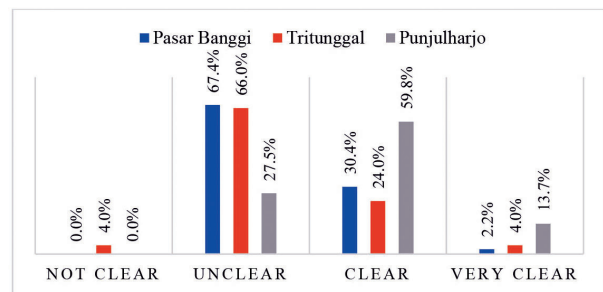 Pasar Banggi Tritunggal Punjulharjo
0.0% 4.0% 0.0%
67.4% 66.0% 27.5%
30.4% 24.0% 59.8%
2.2% 4.0% 13.7%
NOT CLEAR UNCLEAR CLEAR VERY CLEAR